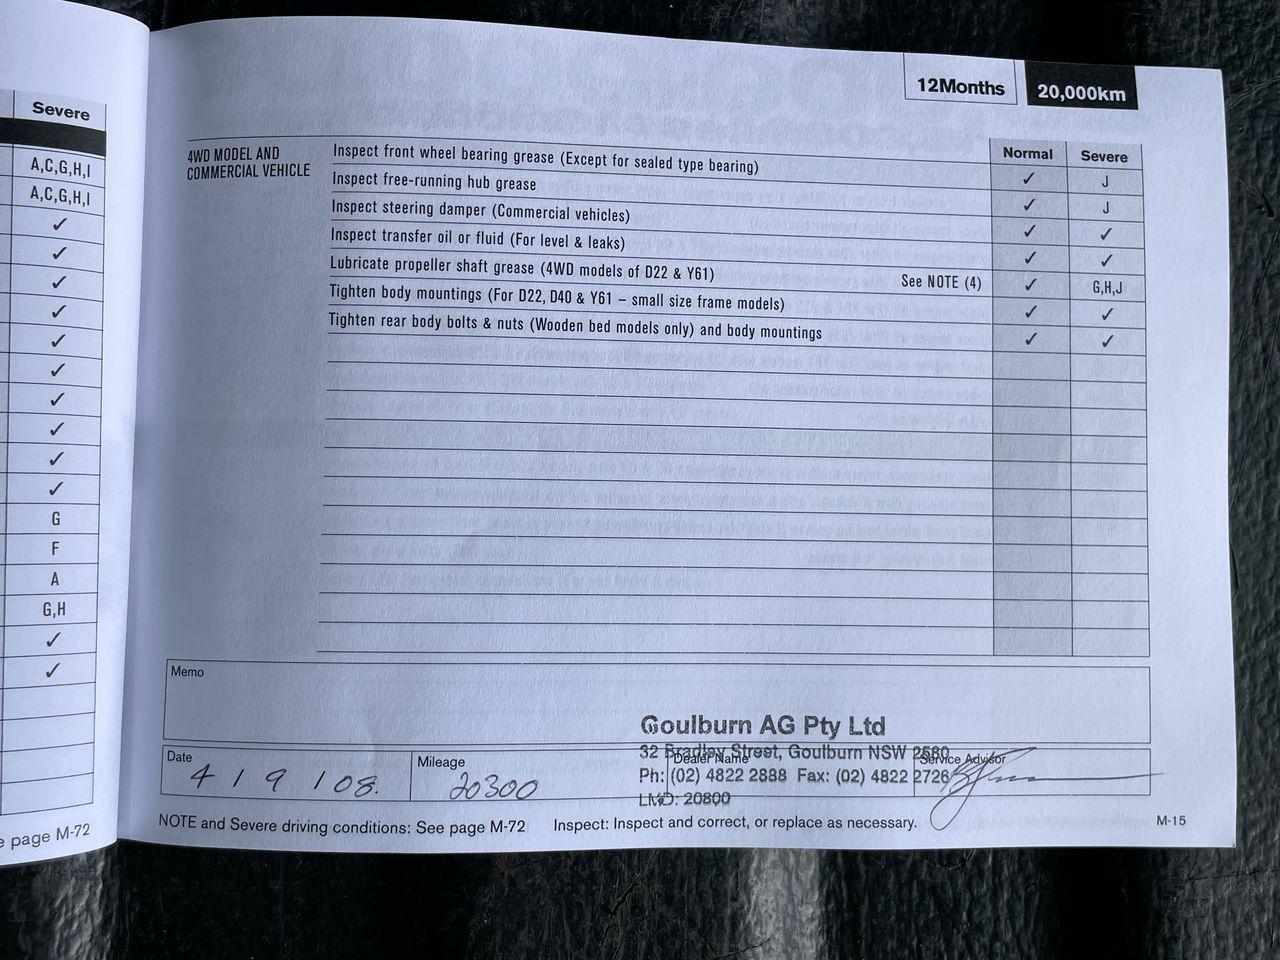 Severe
A,C,G,H,I
A,C,G,H,I
✓
✓
✓
✓
✓
✓
✓
✓
✓
✓
G
F
A
G,H
✓
✓
page M-72
12Months
20,000km
Normal Severe
4WD MODEL AND
COMMERCIAL VEHICLE
Inspect front wheel bearing grease (Except for sealed type bearing) ✓ J
Inspect free-running hub grease ✓ J
Inspect steering damper (Commercial vehicles) ✓ ✓
Inspect transfer oil or fluid (For level & leaks) ✓ ✓
Lubricate propeller shaft grease (4WD models of D22 & Y61) See NOTE (4) ✓ G,H,J
Tighten body mountings (For D22, D40 & Y61 – small size frame models) ✓ ✓
Tighten rear body bolts & nuts (Wooden bed models only) and body mountings ✓ ✓
Memo
Goulburn AG Pty Ltd
32 Bradley Street, Goulburn NSW 2580
Ph: (02) 4822 2888 Fax: (02) 4822 2726
LMD: 20800
Date
4 / 9 / 08.
Mileage
20300
Dealer Name
Service Advisor
NOTE and Severe driving conditions: See page M-72 Inspect: Inspect and correct, or replace as necessary.
M-15